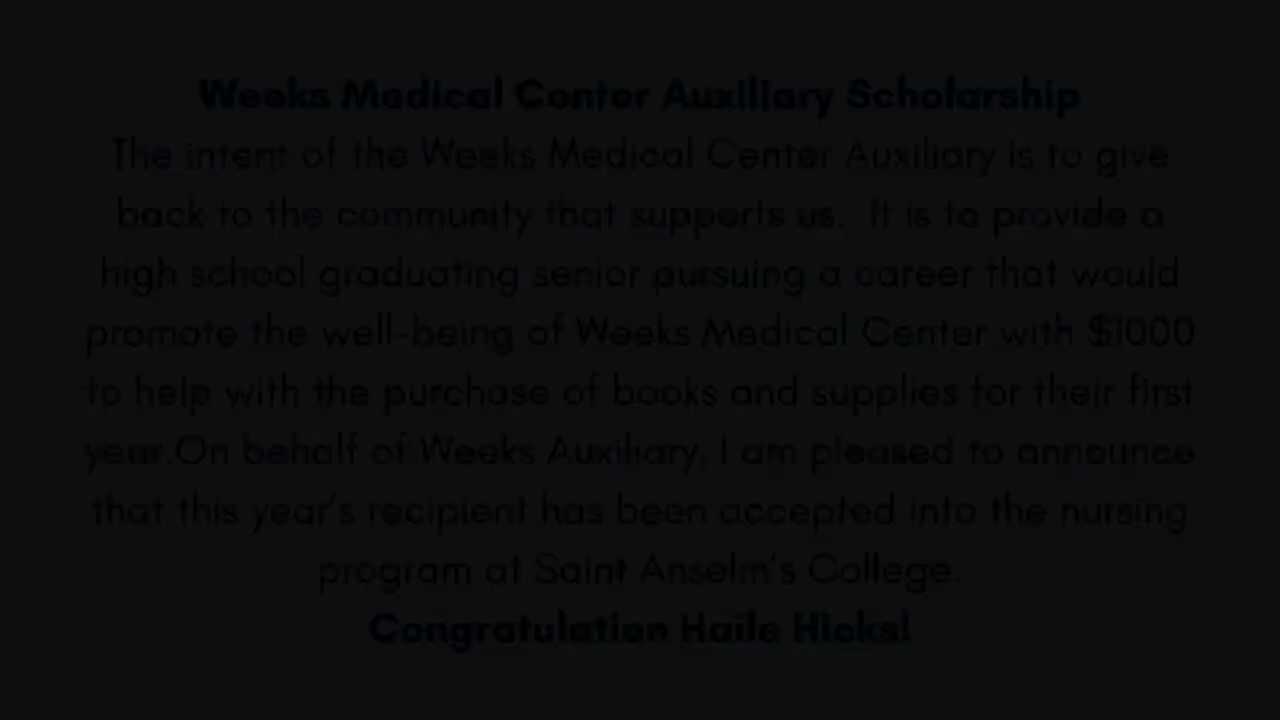 Weeks Medical Center Auxiliary Scholarship
The intent of the Weeks Medical Center Auxiliary is to give
back to the community that supports us.  It is to provide a
high school graduating senior pursuing a career that would
promote the well-being of Weeks Medical Center with $1000
to help with the purchase of books and supplies for their first
year.On behalf of Weeks Auxiliary, I am pleased to announce
that this year's recipient has been accepted into the nursing
program at Saint Anselm's College.
Congratulation Haile Hicks!